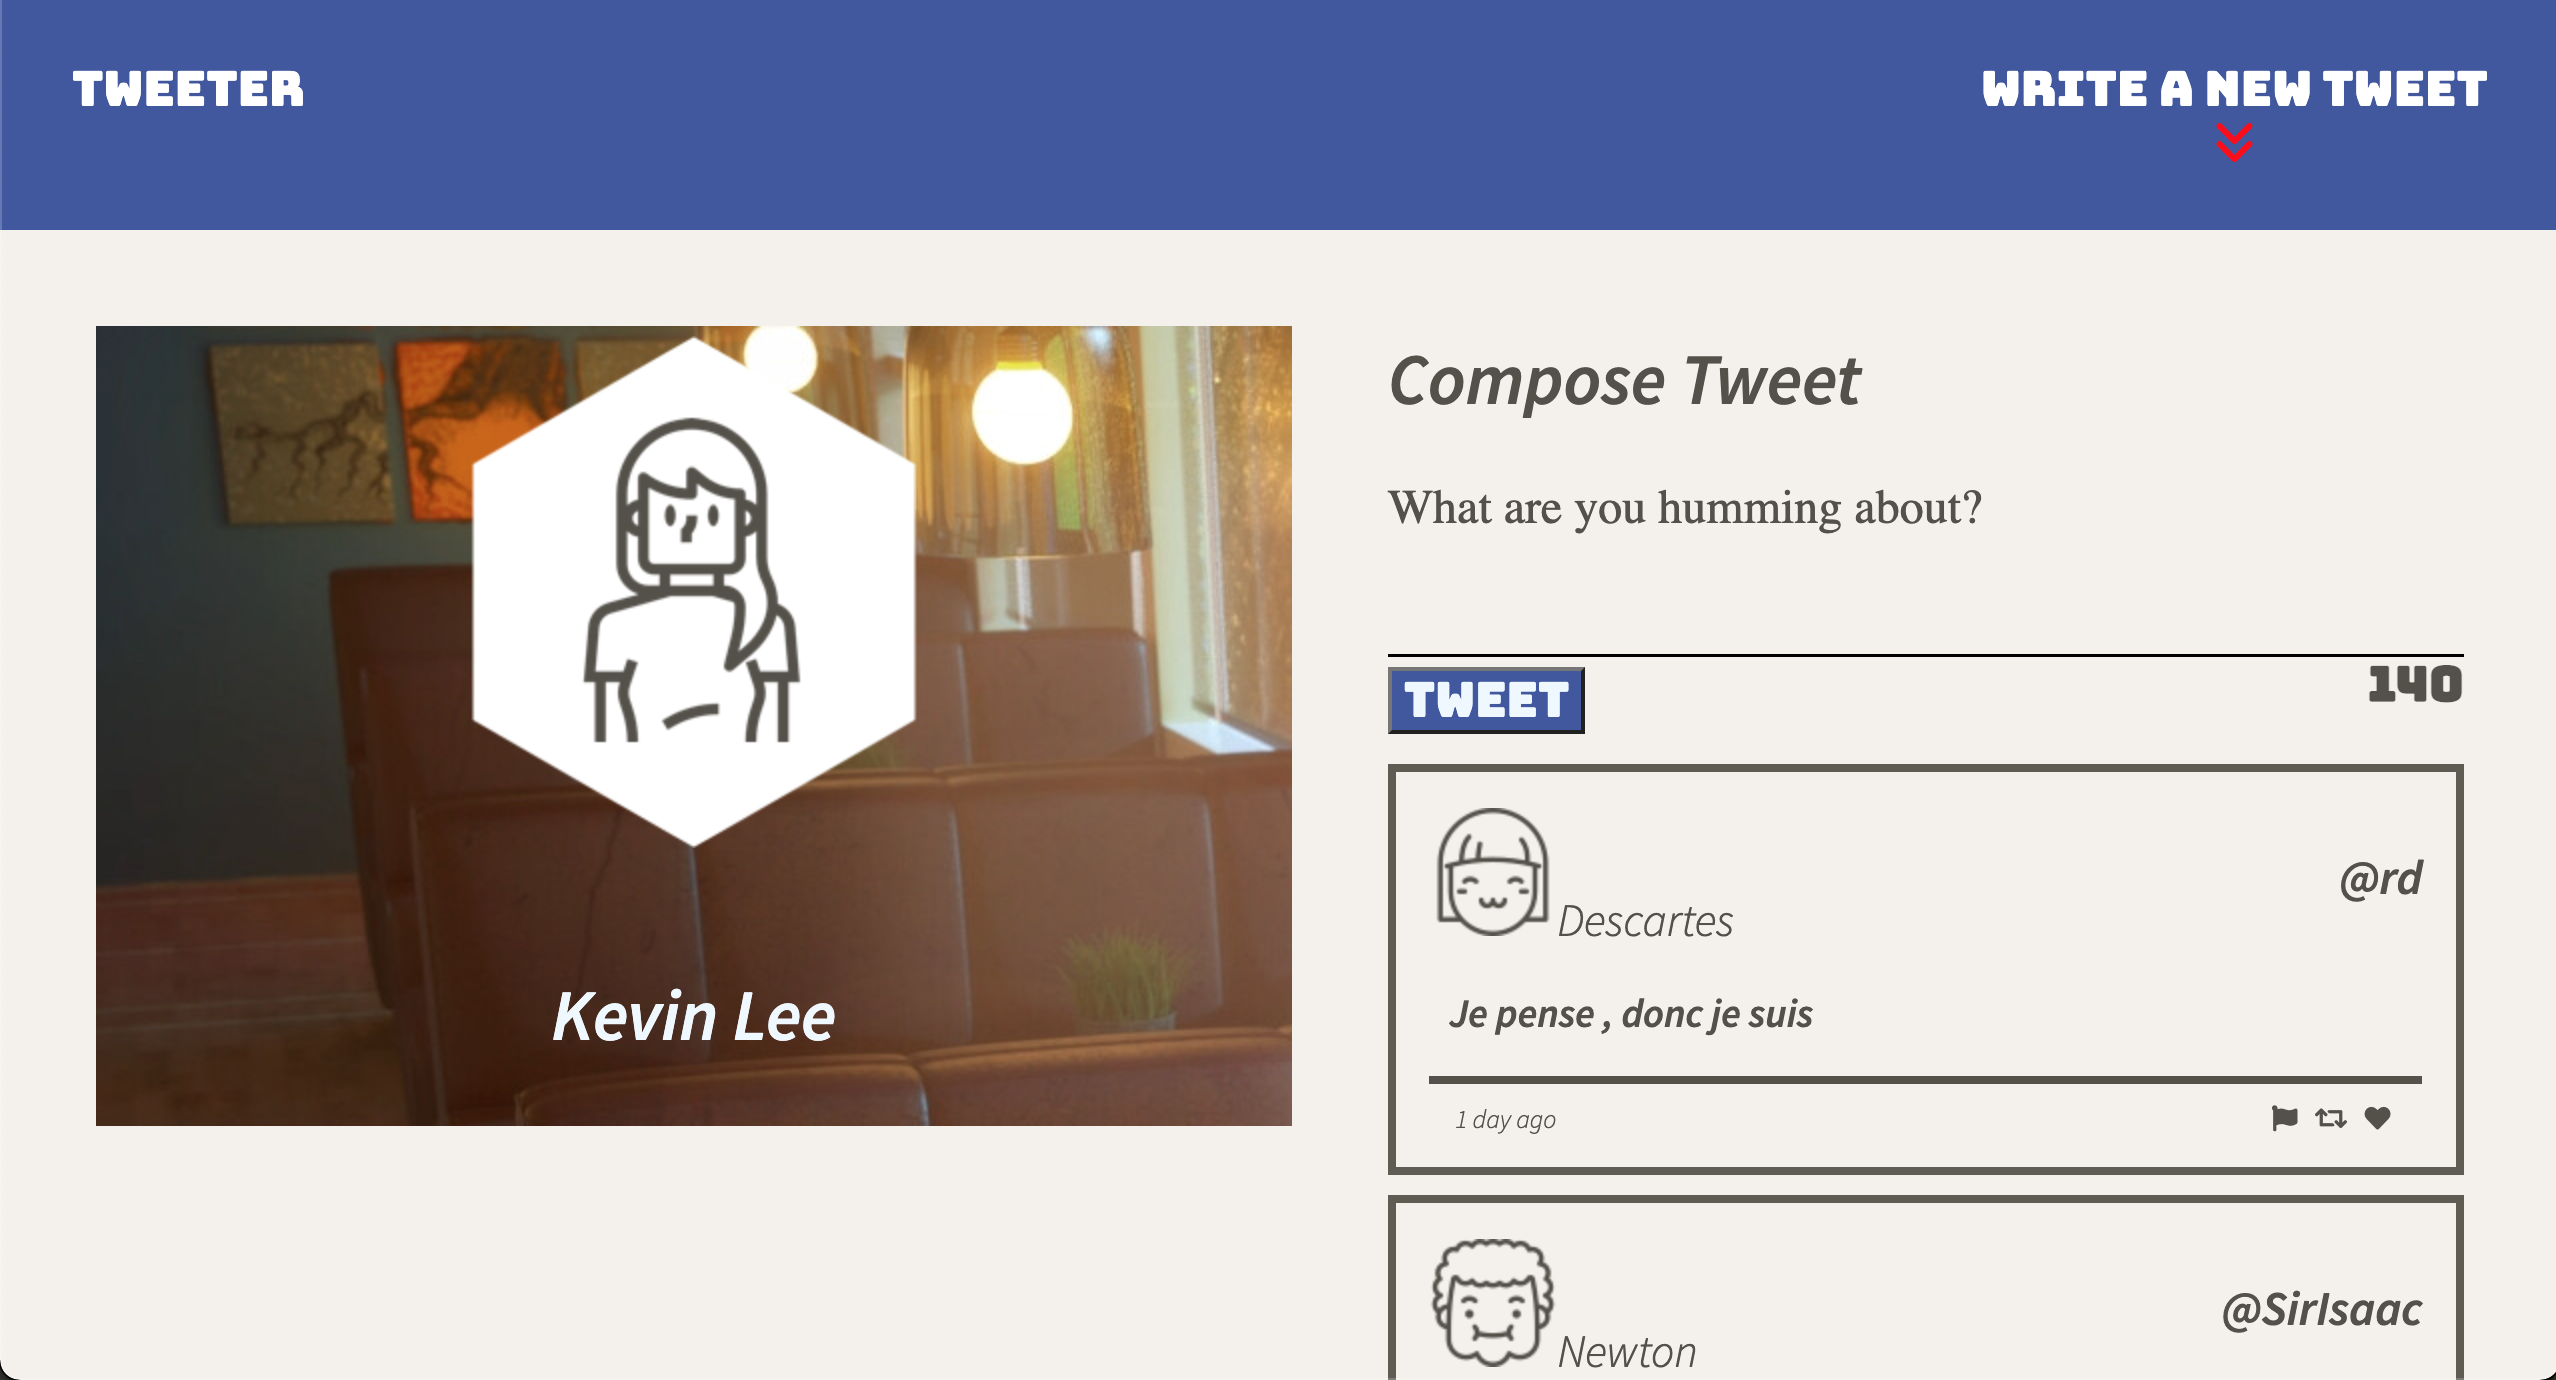 TWEETER
WRITE A NEW TWEET
Kevin Lee
Compose Tweet
What are you humming about?
TWEET
140
Descartes
@rd
Je pense , donc je suis
1 day ago
Newton
@SirIsaac